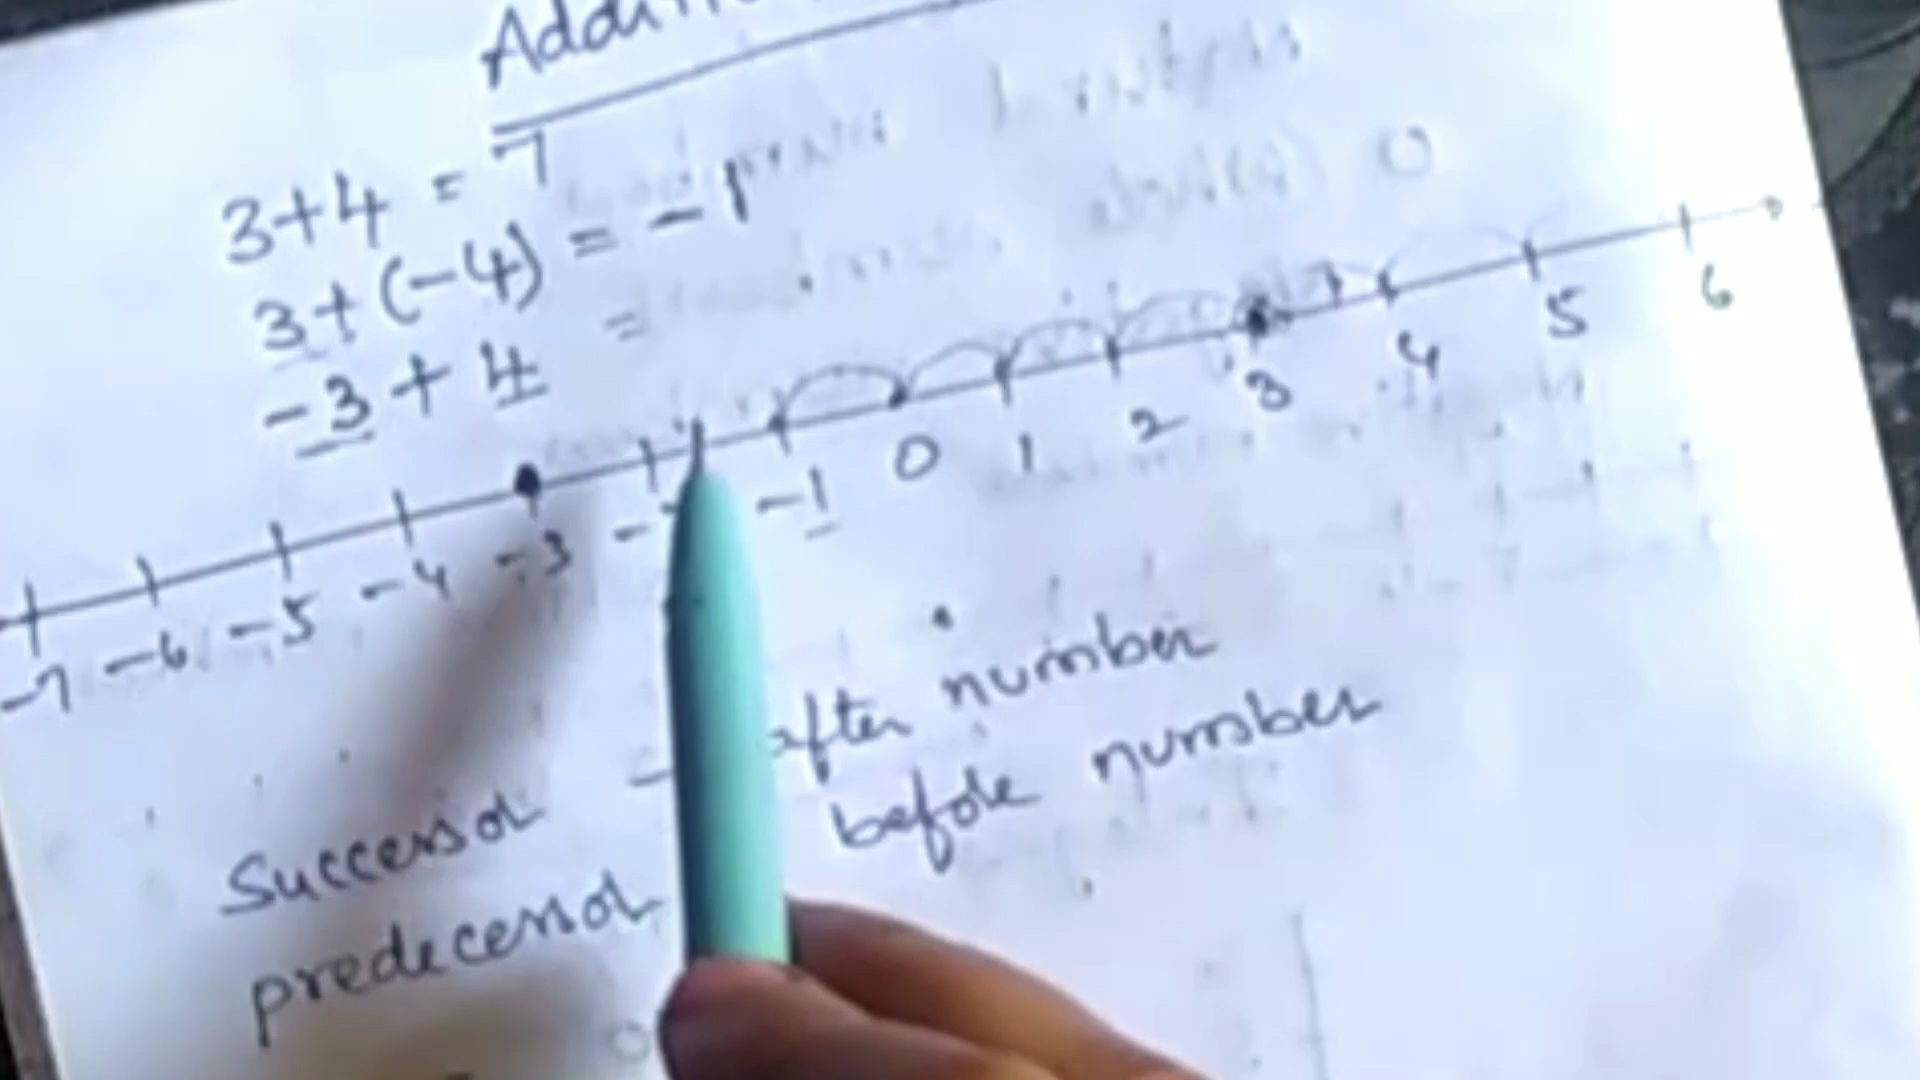 3+4 = 7
3+(-4) = -1
-3+4 =
-7 -6 -5 -4 -3 -1 0 1 2 3 4 5 6
Successor - after number
predecessor before number